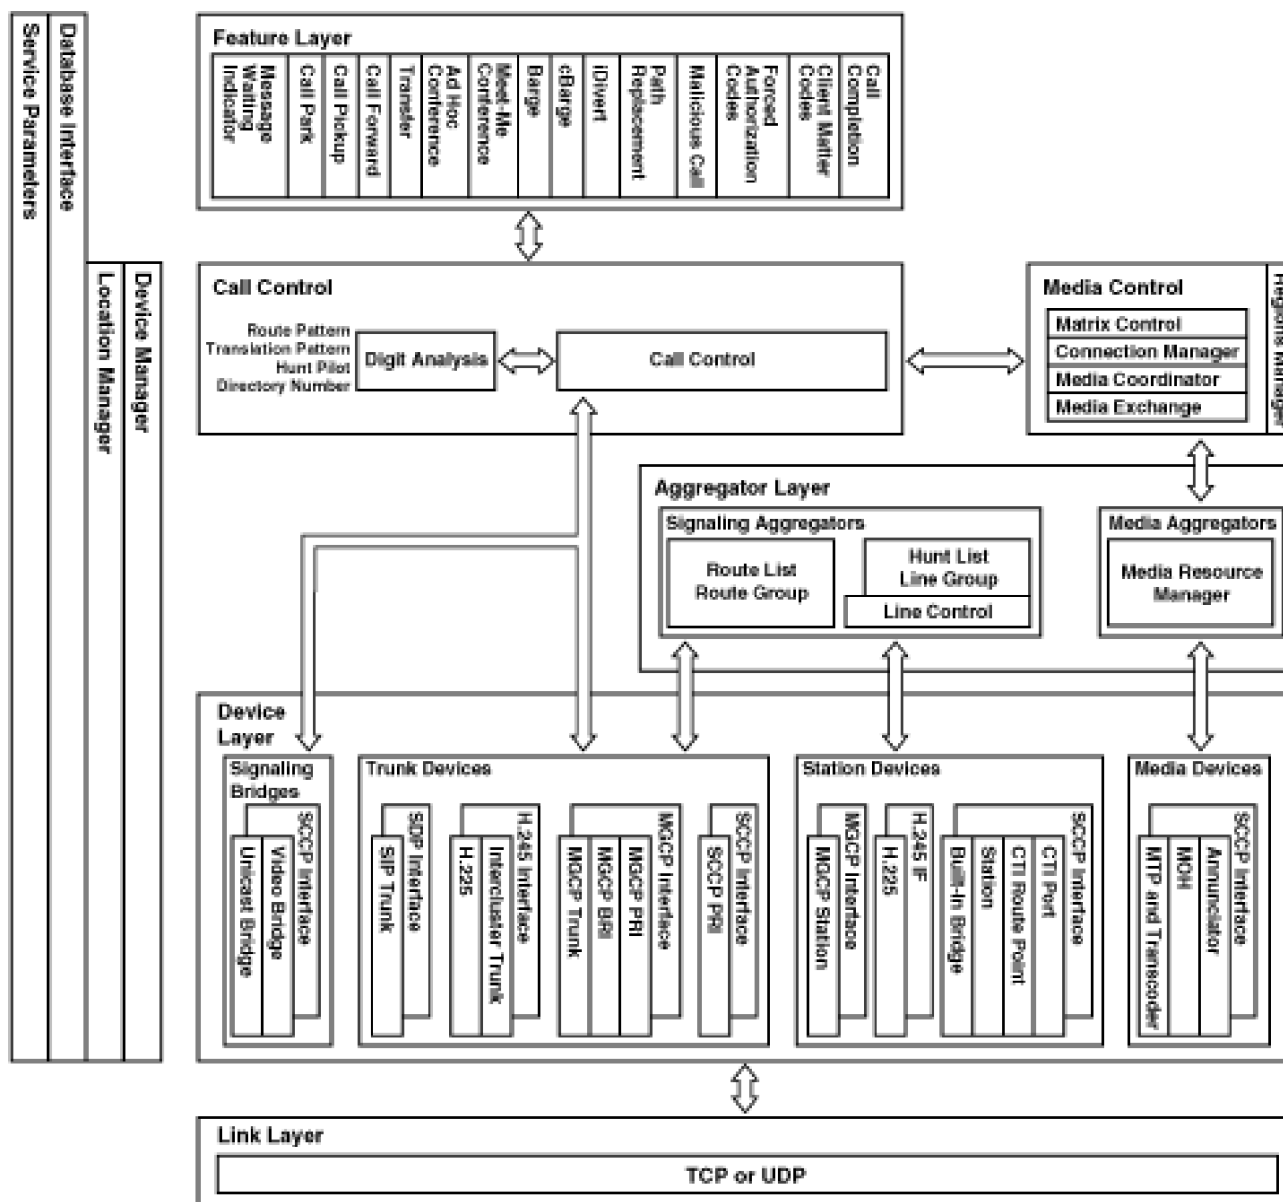 Service Parameters
Database Interface
Location Manager
Device Manager
Feature Layer
Message
Waiting
Indicator
Call Park
Call Pickup
Call Forward
Transfer
Ad Hoc
Conference
Meet-Me
Conference
Barge
cBarge
iDivert
Path
Replacement
Malicious Call
Forced
Authorization
Codes
Client Matter
Codes
Call
Completion
Call Control
Route Pattern
Translation Pattern
Hunt Pilot
Directory Number
Digit Analysis
Call Control
Media Control
Matrix Control
Connection Manager
Media Coordinator
Media Exchange
Regions Manager
Aggregator Layer
Signaling Aggregators
Route List
Route Group
Hunt List
Line Group
Line Control
Media Aggregators
Media Resource
Manager
Device
Layer
Signaling
Bridges
SCCP Interface
Video Bridge
Unicast Bridge
Trunk Devices
SDIP Interface
SIP Trunk
H.245 Interface
Intercluster Trunk
H.225
MGCP Interface
MGCP PRI
MGCP BRI
MGCP Trunk
SCCP Interface
SCCP PRI
Station Devices
MGCP Interface
MGCP Station
H.245 IF
H.225
SCCP Interface
CTI Port
CTI Route Point
Station
Built-In Bridge
Media Devices
SCCP Interface
Annunciator
MOH
MTP and Transcoder
Link Layer
TCP or UDP